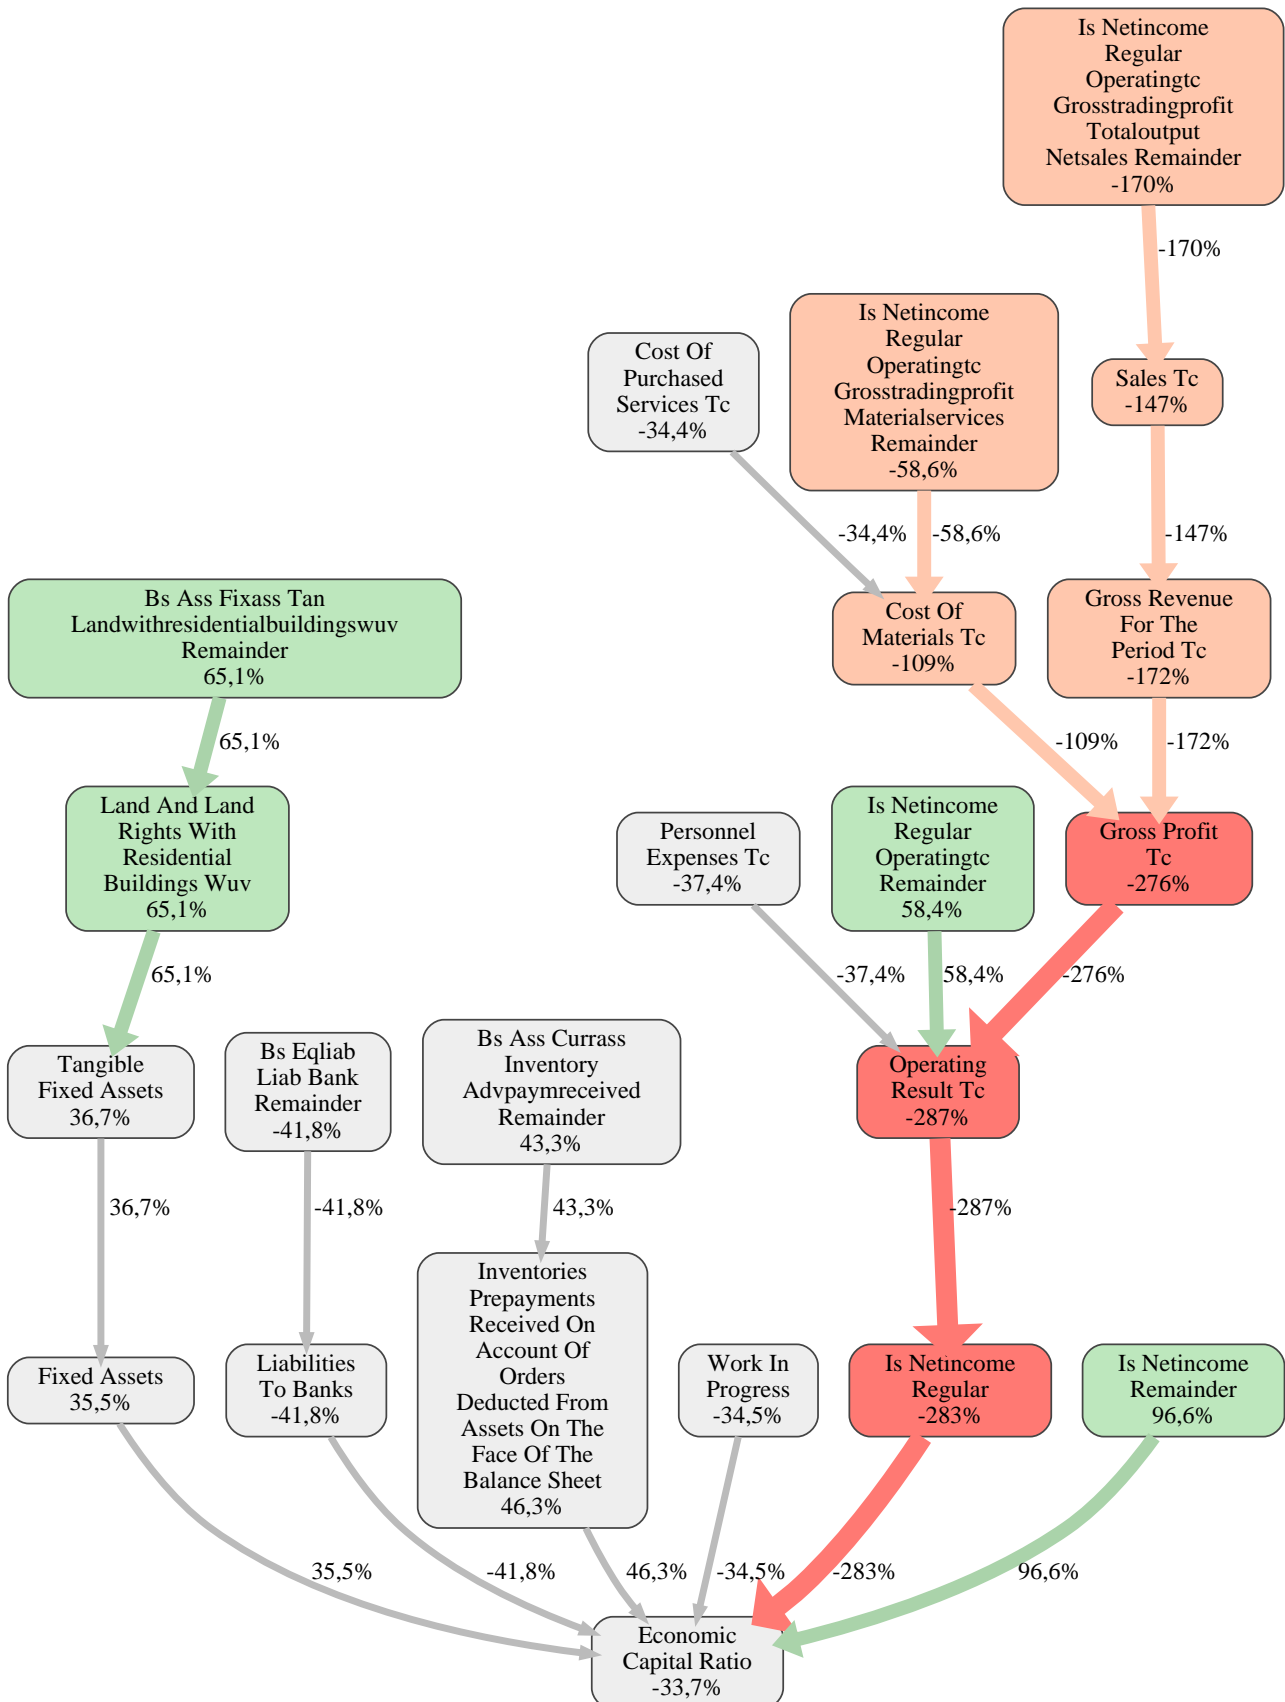 Is Netincome
Regular
Operatingtc
Grosstradingprofit
Totaloutput
Netsales Remainder
-170%
-170%
Is Netincome
Regular
Operatingtc
Grosstradingprofit
Materialservices
Remainder
-58,6%
Cost Of
Purchased
Services Tc
-34,4%
Sales Tc
-147%
-34,4%
-58,6%
-147%
Bs Ass Fixass Tan
Landwithresidentialbuildingswuv
Remainder
65,1%
Cost Of
Materials Tc
-109%
Gross Revenue
For The
Period Tc
-172%
65,1%
-109%
-172%
Land And Land
Rights With
Residential
Buildings Wuv
65,1%
Personnel
Expenses Tc
-37,4%
Is Netincome
Regular
Operatingtc
Remainder
58,4%
Gross Profit
Tc
-276%
65,1%
-37,4%
58,4%
-276%
Tangible
Fixed Assets
36,7%
Bs Eqliab
Liab Bank
Remainder
-41,8%
Bs Ass Currass
Inventory
Advpaymreceived
Remainder
43,3%
Operating
Result Tc
-287%
36,7%
-41,8%
43,3%
-287%
Fixed Assets
35,5%
Liabilities
To Banks
-41,8%
Inventories
Prepayments
Received On
Account Of
Orders
Deducted From
Assets On The
Face Of The
Balance Sheet
46,3%
Work In
Progress
-34,5%
Is Netincome
Regular
-283%
Is Netincome
Remainder
96,6%
35,5%
-41,8%
46,3%
-34,5%
-283%
96,6%
Economic
Capital Ratio
-33,7%